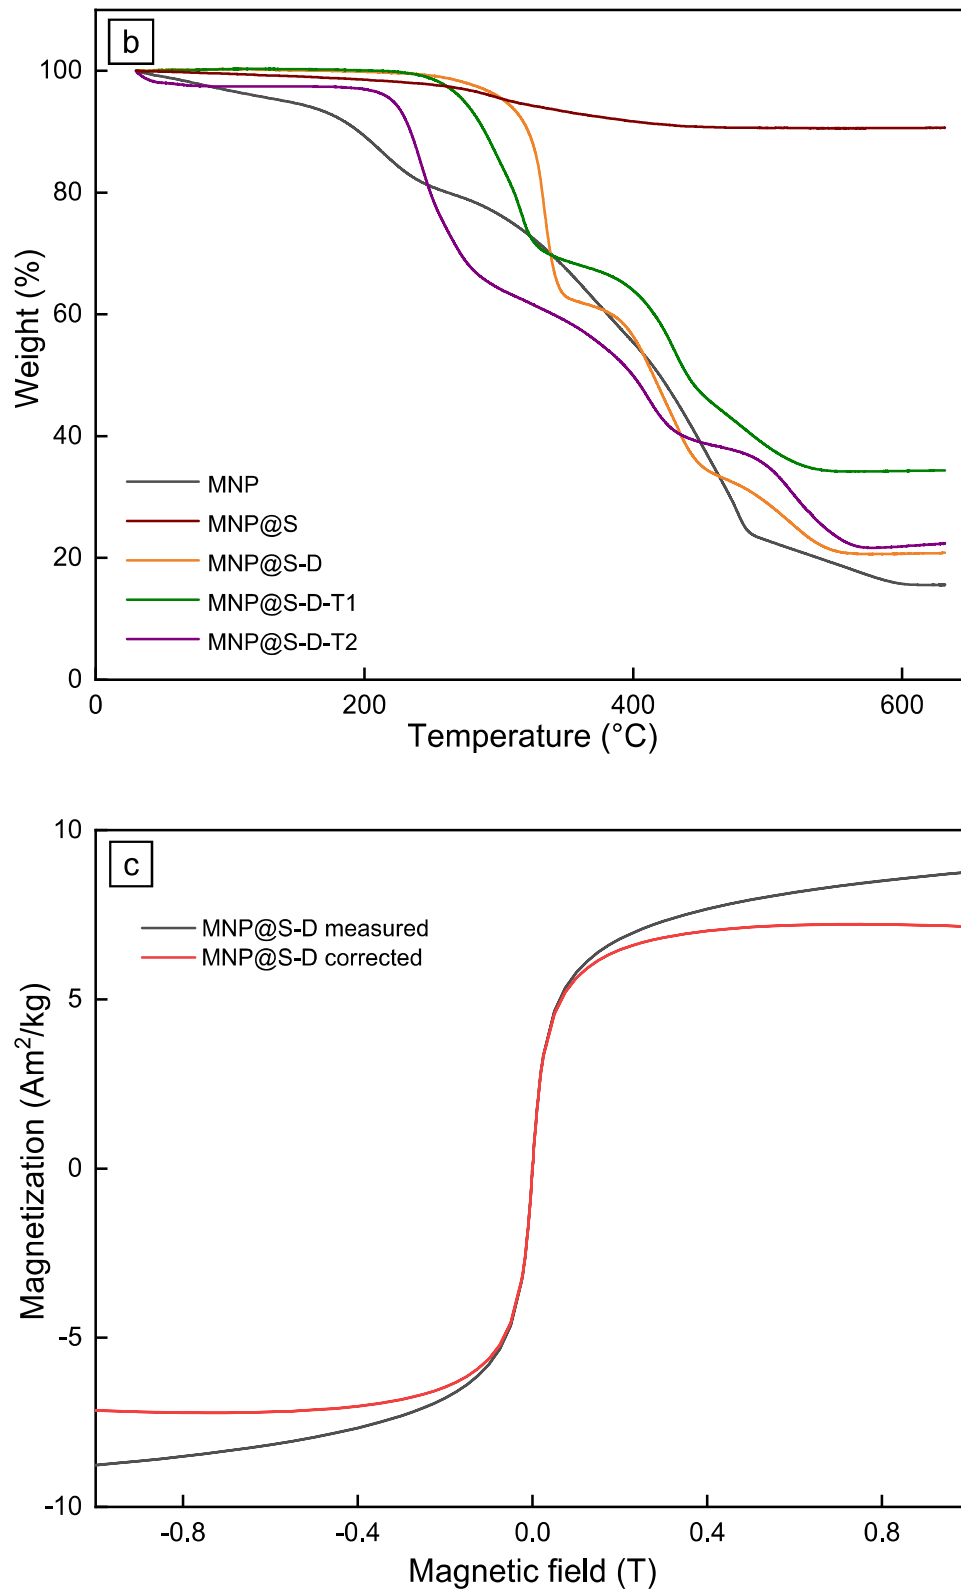 b
100
80
60
40
20
0
Weight (%)
MNP
MNP@S
MNP@S-D
MNP@S-D-T1
MNP@S-D-T2
0 200 400 600
Temperature (°C)
c
10
5
0
-5
-10
Magnetization (Am²/kg)
MNP@S-D measured
MNP@S-D corrected
-0.8 -0.4 0.0 0.4 0.8
Magnetic field (T)